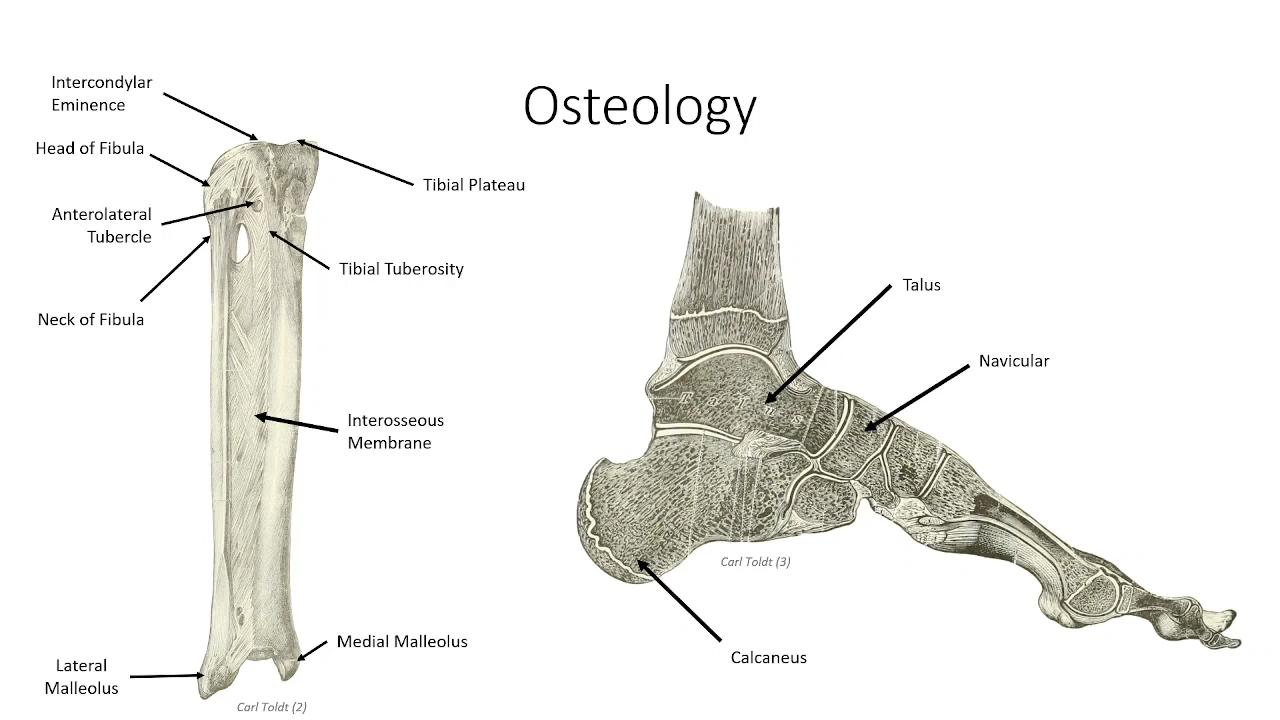 Osteology
Intercondylar
Eminence
Head of Fibula
Anterolateral
Tubercle
Neck of Fibula
Tibial Plateau
Tibial Tuberosity
Interosseous
Membrane
Medial Malleolus
Lateral
Malleolus
Carl Toldt (2)
Talus
Navicular
Talus
Carl Toldt (3)
Calcaneus